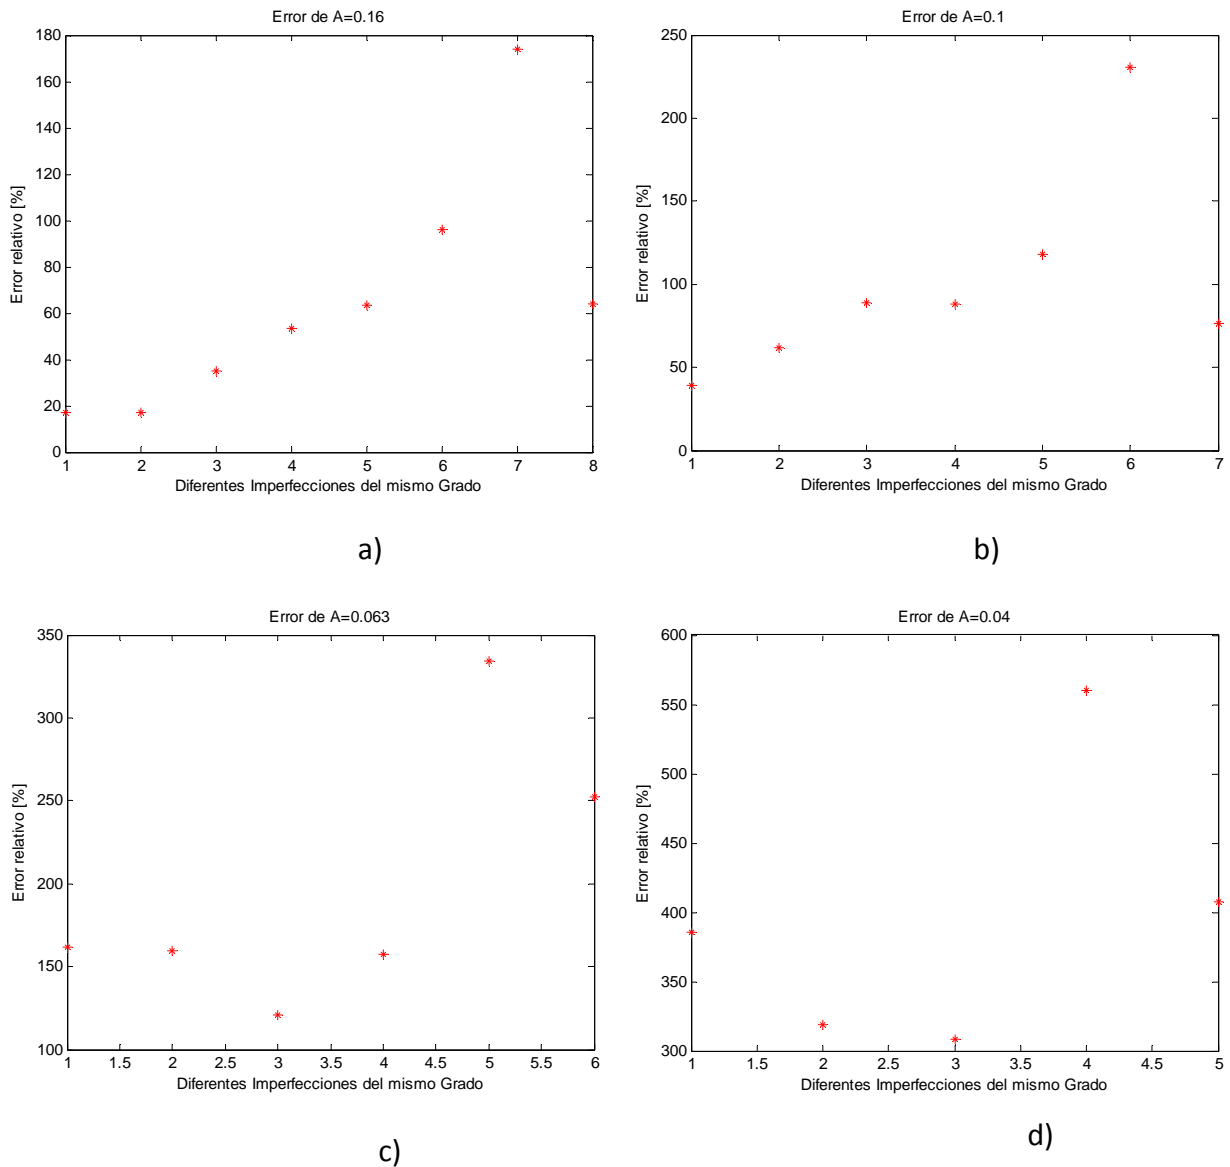 Error de A=0.16
180
160
140
120
100
80
60
40
20
0
Error relativo [%]
1 2 3 4 5 6 7 8
Diferentes Imperfecciones del mismo Grado
a)
Error de A=0.1
250
200
150
100
50
0
Error relativo [%]
1 2 3 4 5 6 7
Diferentes Imperfecciones del mismo Grado
b)
Error de A=0.063
350
300
250
200
150
100
Error relativo [%]
1 1.5 2 2.5 3 3.5 4 4.5 5 5.5 6
Diferentes Imperfecciones del mismo Grado
c)
Error de A=0.04
600
550
500
450
400
350
300
Error relativo [%]
1 1.5 2 2.5 3 3.5 4 4.5 5
Diferentes Imperfecciones del mismo Grado
d)